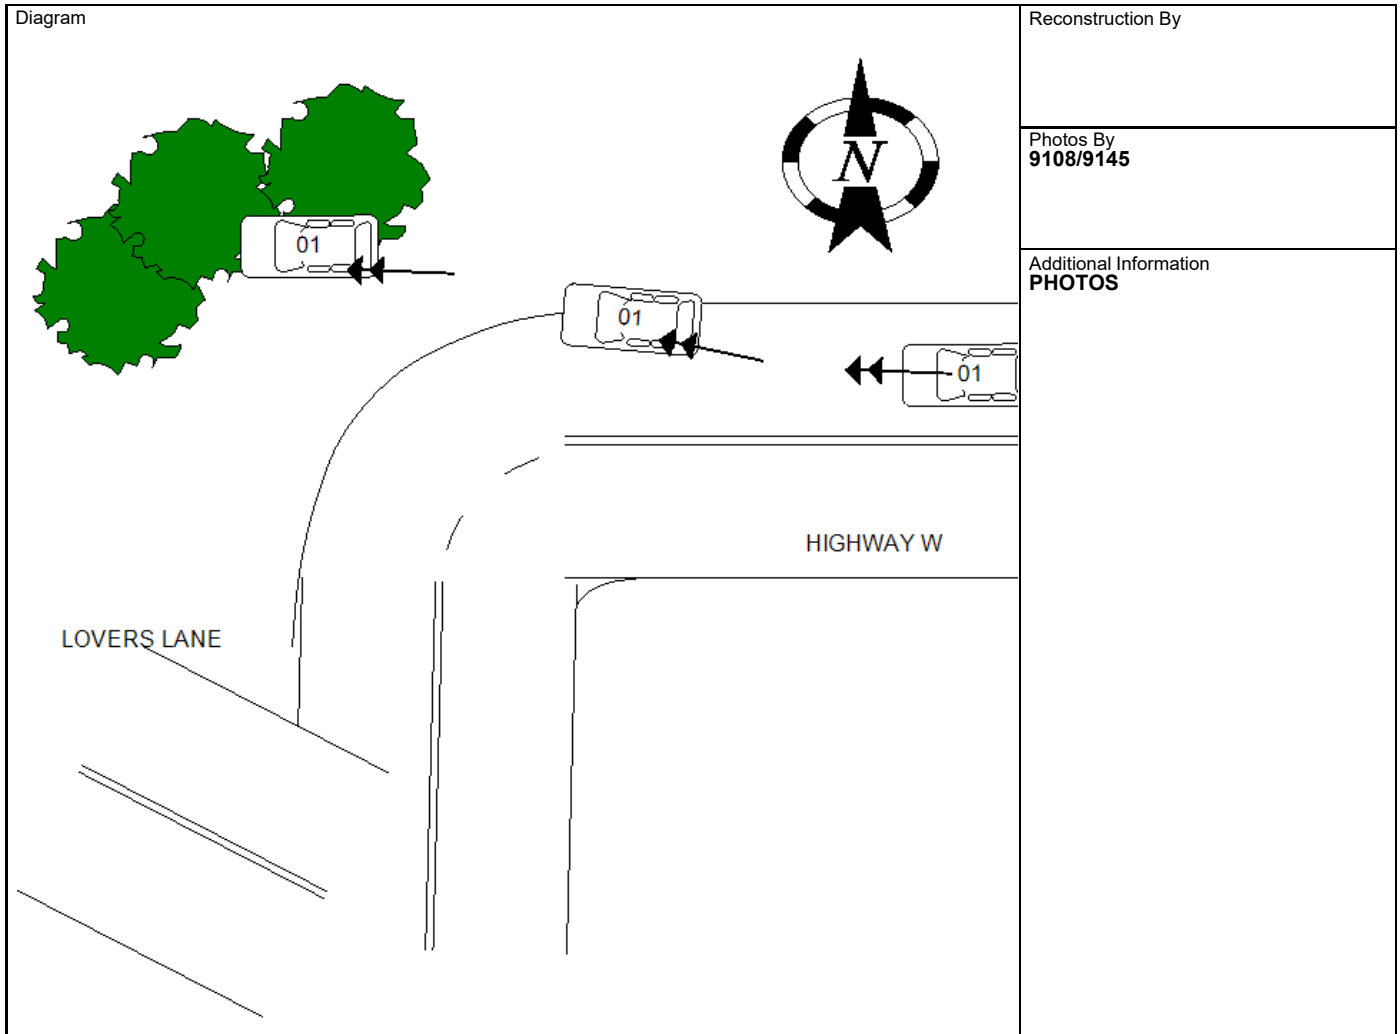 Diagram
Reconstruction By
Photos By
9108/9145
Additional Information
PHOTOS
N
01
01
01
HIGHWAY W
LOVERS LANE